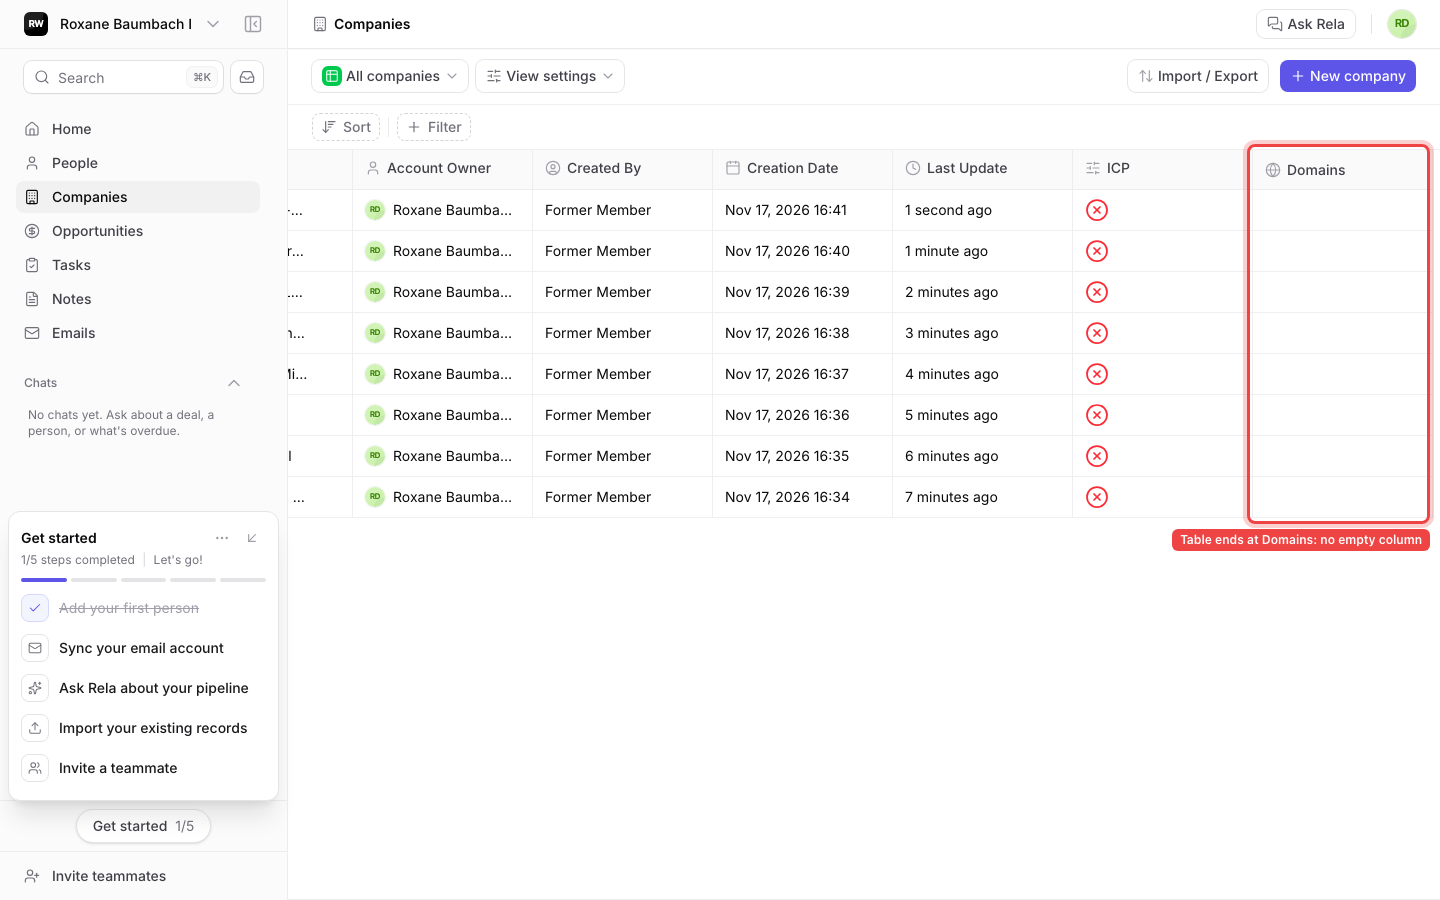 RW Roxane Baumbach I
Companies
Ask Rela
RD
Search ⌘K
All companies
View settings
Import / Export
New company
Sort
Filter
Home
People
Companies
Opportunities
Tasks
Notes
Emails
Chats
No chats yet. Ask about a deal, a
person, or what's overdue.
Account Owner Created By Creation Date Last Update ICP Domains
-... RD Roxane Baumba... Former Member Nov 17, 2026 16:41 1 second ago
r... RD Roxane Baumba... Former Member Nov 17, 2026 16:40 1 minute ago
... RD Roxane Baumba... Former Member Nov 17, 2026 16:39 2 minutes ago
... RD Roxane Baumba... Former Member Nov 17, 2026 16:38 3 minutes ago
Mi... RD Roxane Baumba... Former Member Nov 17, 2026 16:37 4 minutes ago
RD Roxane Baumba... Former Member Nov 17, 2026 16:36 5 minutes ago
l RD Roxane Baumba... Former Member Nov 17, 2026 16:35 6 minutes ago
... RD Roxane Baumba... Former Member Nov 17, 2026 16:34 7 minutes ago
Table ends at Domains: no empty column
Get started
1/5 steps completed Let's go!
Add your first person
Sync your email account
Ask Rela about your pipeline
Import your existing records
Invite a teammate
Get started 1/5
Invite teammates